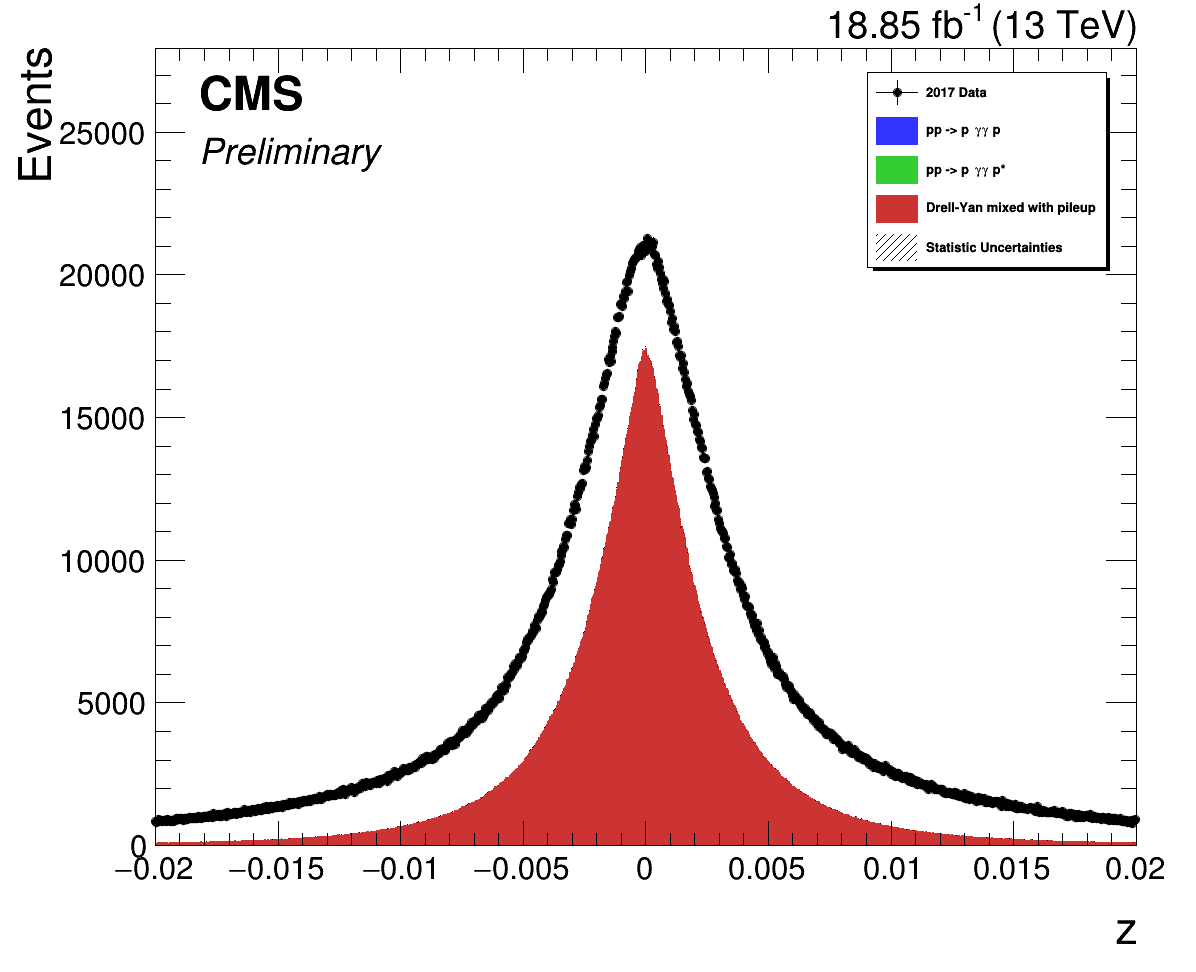 18.85 fb⁻¹ (13 TeV)
Events
CMS
Preliminary
2017 Data
pp -> p γγ p
pp -> p γγ p*
Drell-Yan mixed with pileup
Statistic Uncertainties
25000
20000
15000
10000
5000
0
−0.02 −0.015 −0.01 −0.005 0 0.005 0.01 0.015 0.02
z